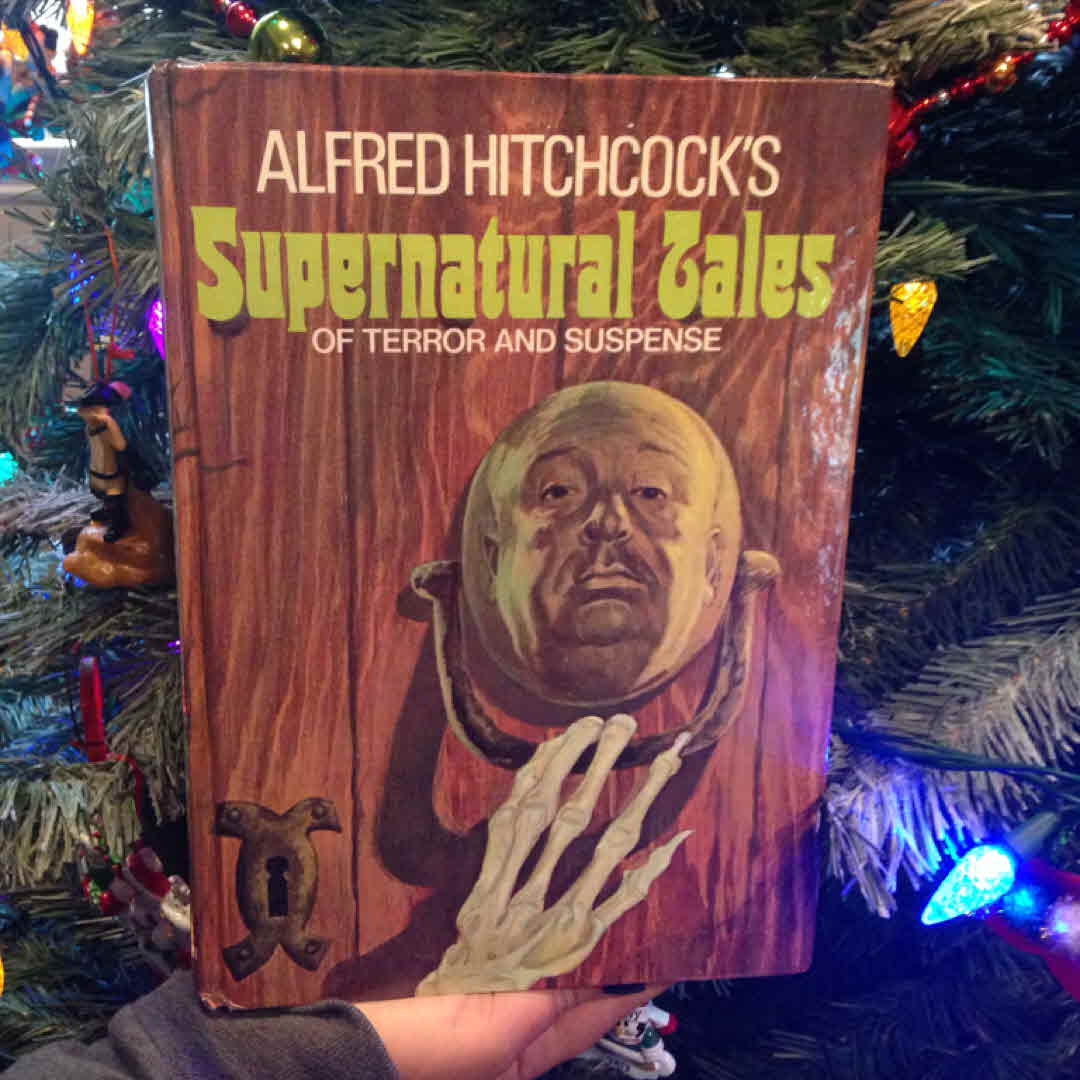 ALFRED HITCHCOCK'S
Supernatural Tales
OF TERROR AND SUSPENSE